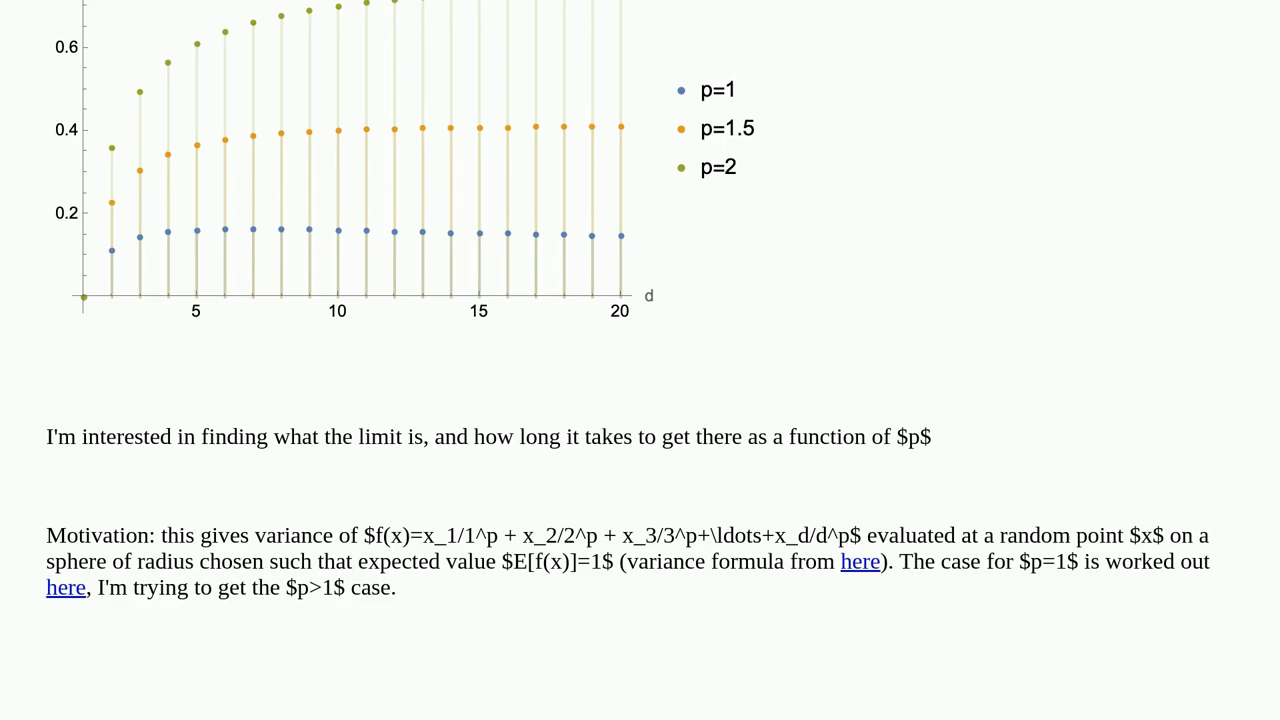 0.6
0.4
0.2
5
10
15
20
d
p=1
p=1.5
p=2
I'm interested in finding what the limit is, and how long it takes to get there as a function of $p$
Motivation: this gives variance of $f(x)=x_1/1^p + x_2/2^p + x_3/3^p+\ldots+x_d/d^p$ evaluated at a random point $x$ on a
sphere of radius chosen such that expected value $E[f(x)]=1$ (variance formula from here). The case for $p=1$ is worked out
here, I'm trying to get the $p>1$ case.